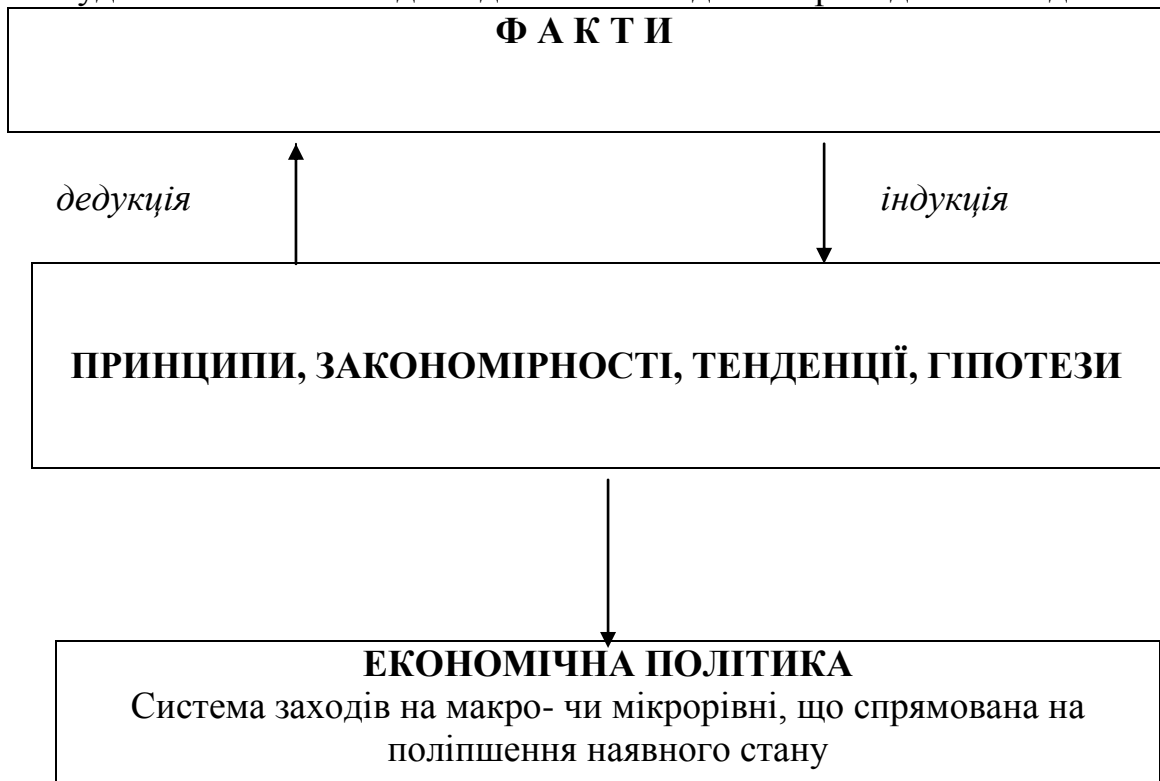 Ф А К Т И
дедукція
індукція
ПРИНЦИПИ, ЗАКОНОМІРНОСТІ, ТЕНДЕНЦІЇ, ГІПОТЕЗИ
ЕКОНОМІЧНА ПОЛІТИКА
Система заходів на макро- чи мікрорівні, що спрямована на
поліпшення наявного стану